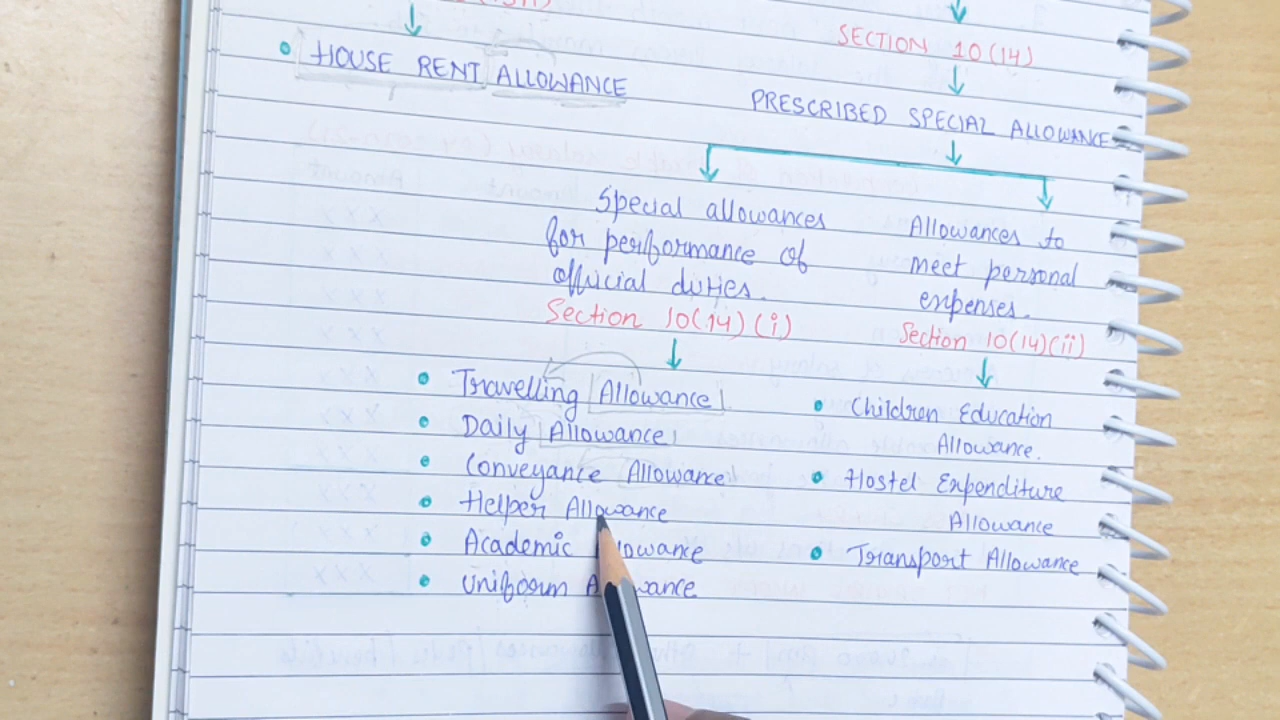 SECTION 10(14)
• HOUSE RENT ALLOWANCE
PRESCRIBED SPECIAL ALLOWANCE
Special allowances
for performance of
official duties.
Section 10(14)(i)
• Travelling Allowance
• Daily Allowance
• Conveyance Allowance
• Helper Allowance
• Academic Allowance
• Uniform Allowance
Allowances to
meet personal
expenses.
Section 10(14)(ii)
• Children Education
Allowance.
• Hostel Expenditure
Allowance
• Transport Allowance